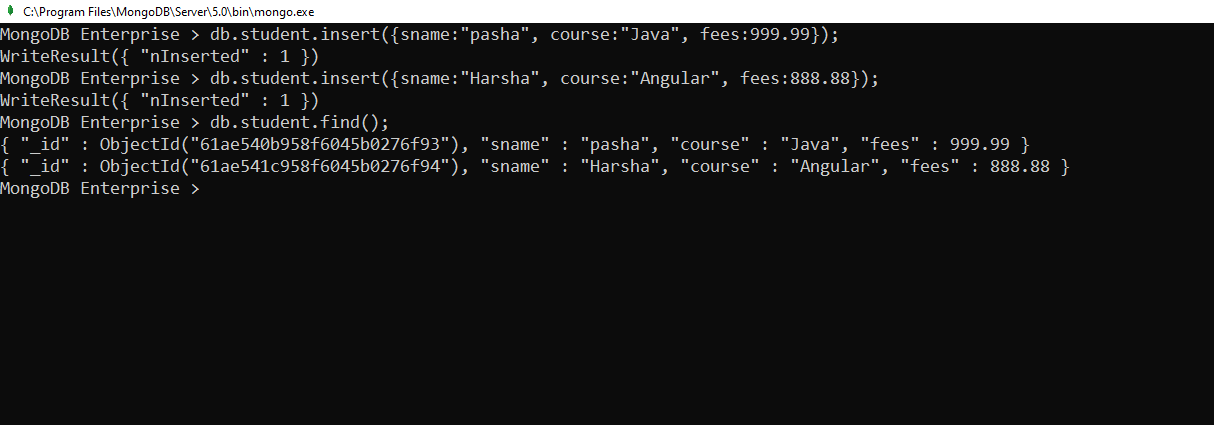 C:\Program Files\MongoDB\Server\5.0\bin\mongo.exe
MongoDB Enterprise > db.student.insert({sname:"pasha", course:"Java", fees:999.99});
WriteResult({ "nInserted" : 1 })
MongoDB Enterprise > db.student.insert({sname:"Harsha", course:"Angular", fees:888.88});
WriteResult({ "nInserted" : 1 })
MongoDB Enterprise > db.student.find();
{ "_id" : ObjectId("61ae540b958f6045b0276f93"), "sname" : "pasha", "course" : "Java", "fees" : 999.99 }
{ "_id" : ObjectId("61ae541c958f6045b0276f94"), "sname" : "Harsha", "course" : "Angular", "fees" : 888.88 }
MongoDB Enterprise >